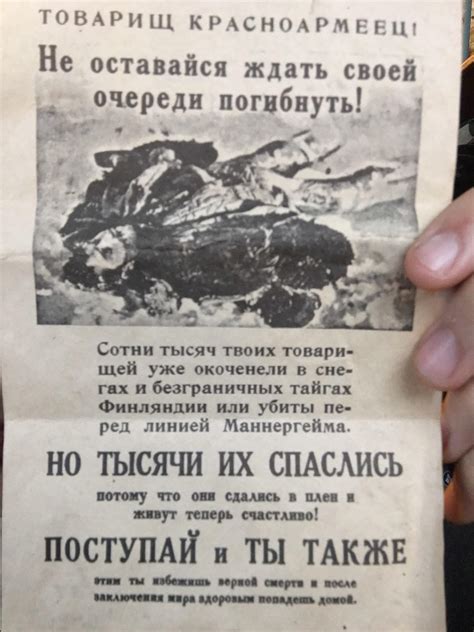 ТОВАРИЩ КРАСНОАРМЕЕЦ!
Не оставайся ждать своей
очереди погибнуть!
Сотни тысяч твоих товари-
щей уже окоченели в сне-
гах и безграничных тайгах
Финляндии или убиты пе-
ред линией Маннергейма.
НО ТЫСЯЧИ ИХ СПАСЛИСЬ
потому что они сдались в плен и
живут теперь счастливо!
ПОСТУПАЙ и ТЫ ТАКЖЕ
этим ты избежишь верной смерти и после
заключения мира здоровым попадешь домой.